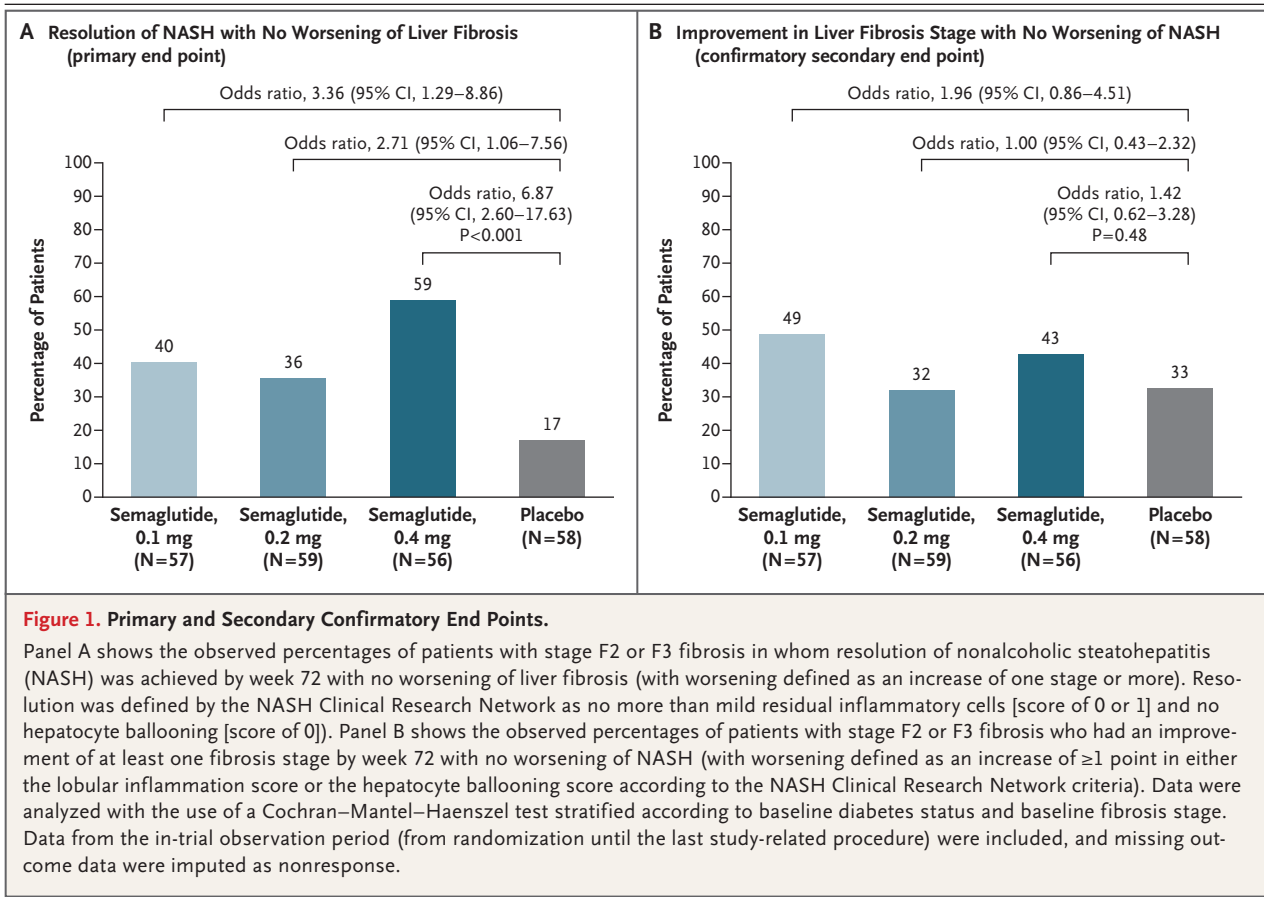 A Resolution of NASH with No Worsening of Liver Fibrosis
(primary end point)
Odds ratio, 3.36 (95% CI, 1.29–8.86)
Odds ratio, 2.71 (95% CI, 1.06–7.56)
Odds ratio, 6.87
(95% CI, 2.60–17.63)
P<0.001
Percentage of Patients
100
90
80
70
60
50
40
30
20
10
0
40
36
59
17
Semaglutide,
0.1 mg
(N=57)
Semaglutide,
0.2 mg
(N=59)
Semaglutide,
0.4 mg
(N=56)
Placebo
(N=58)
B Improvement in Liver Fibrosis Stage with No Worsening of NASH
(confirmatory secondary end point)
Odds ratio, 1.96 (95% CI, 0.86–4.51)
Odds ratio, 1.00 (95% CI, 0.43–2.32)
Odds ratio, 1.42
(95% CI, 0.62–3.28)
P=0.48
Percentage of Patients
100
90
80
70
60
50
40
30
20
10
0
49
32
43
33
Semaglutide,
0.1 mg
(N=57)
Semaglutide,
0.2 mg
(N=59)
Semaglutide,
0.4 mg
(N=56)
Placebo
(N=58)
Figure 1. Primary and Secondary Confirmatory End Points.
Panel A shows the observed percentages of patients with stage F2 or F3 fibrosis in whom resolution of nonalcoholic steatohepatitis
(NASH) was achieved by week 72 with no worsening of liver fibrosis (with worsening defined as an increase of one stage or more). Reso-
lution was defined by the NASH Clinical Research Network as no more than mild residual inflammatory cells [score of 0 or 1] and no
hepatocyte ballooning [score of 0]). Panel B shows the observed percentages of patients with stage F2 or F3 fibrosis who had an improve-
ment of at least one fibrosis stage by week 72 with no worsening of NASH (with worsening defined as an increase of ≥1 point in either
the lobular inflammation score or the hepatocyte ballooning score according to the NASH Clinical Research Network criteria). Data were
analyzed with the use of a Cochran–Mantel–Haenszel test stratified according to baseline diabetes status and baseline fibrosis stage.
Data from the in-trial observation period (from randomization until the last study-related procedure) were included, and missing out-
come data were imputed as nonresponse.